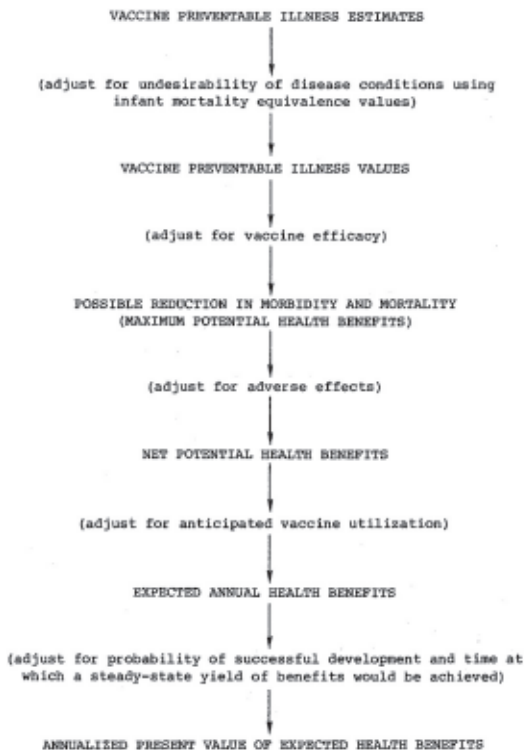 VACCINE PREVENTABLE ILLNESS ESTIMATES
(adjust for undesirability of disease conditions using
infant mortality equivalence values)
VACCINE PREVENTABLE ILLNESS VALUES
(adjust for vaccine efficacy)
POSSIBLE REDUCTION IN MORBIDITY AND MORTALITY
(MAXIMUM POTENTIAL HEALTH BENEFITS)
(adjust for adverse effects)
NET POTENTIAL HEALTH BENEFITS
(adjust for anticipated vaccine utilization)
EXPECTED ANNUAL HEALTH BENEFITS
(adjust for probability of successful development and time at
which a steady-state yield of benefits would be achieved)
ANNUALIZED PRESENT VALUE OF EXPECTED HEALTH BENEFITS